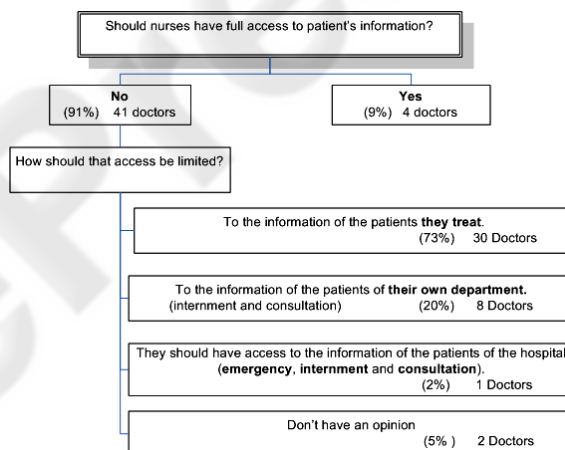 Should nurses have full access to patient's information?
No
(91%) 41 doctors
Yes
(9%) 4 doctors
How should that access be limited?
To the information of the patients they treat.
(73%) 30 Doctors
To the information of the patients of their own department.
(internment and consultation) (20%) 8 Doctors
They should have access to the information of the patients of the hospital
(emergency, internment and consultation).
(2%) 1 Doctors
Don't have an opinion
(5% ) 2 Doctors